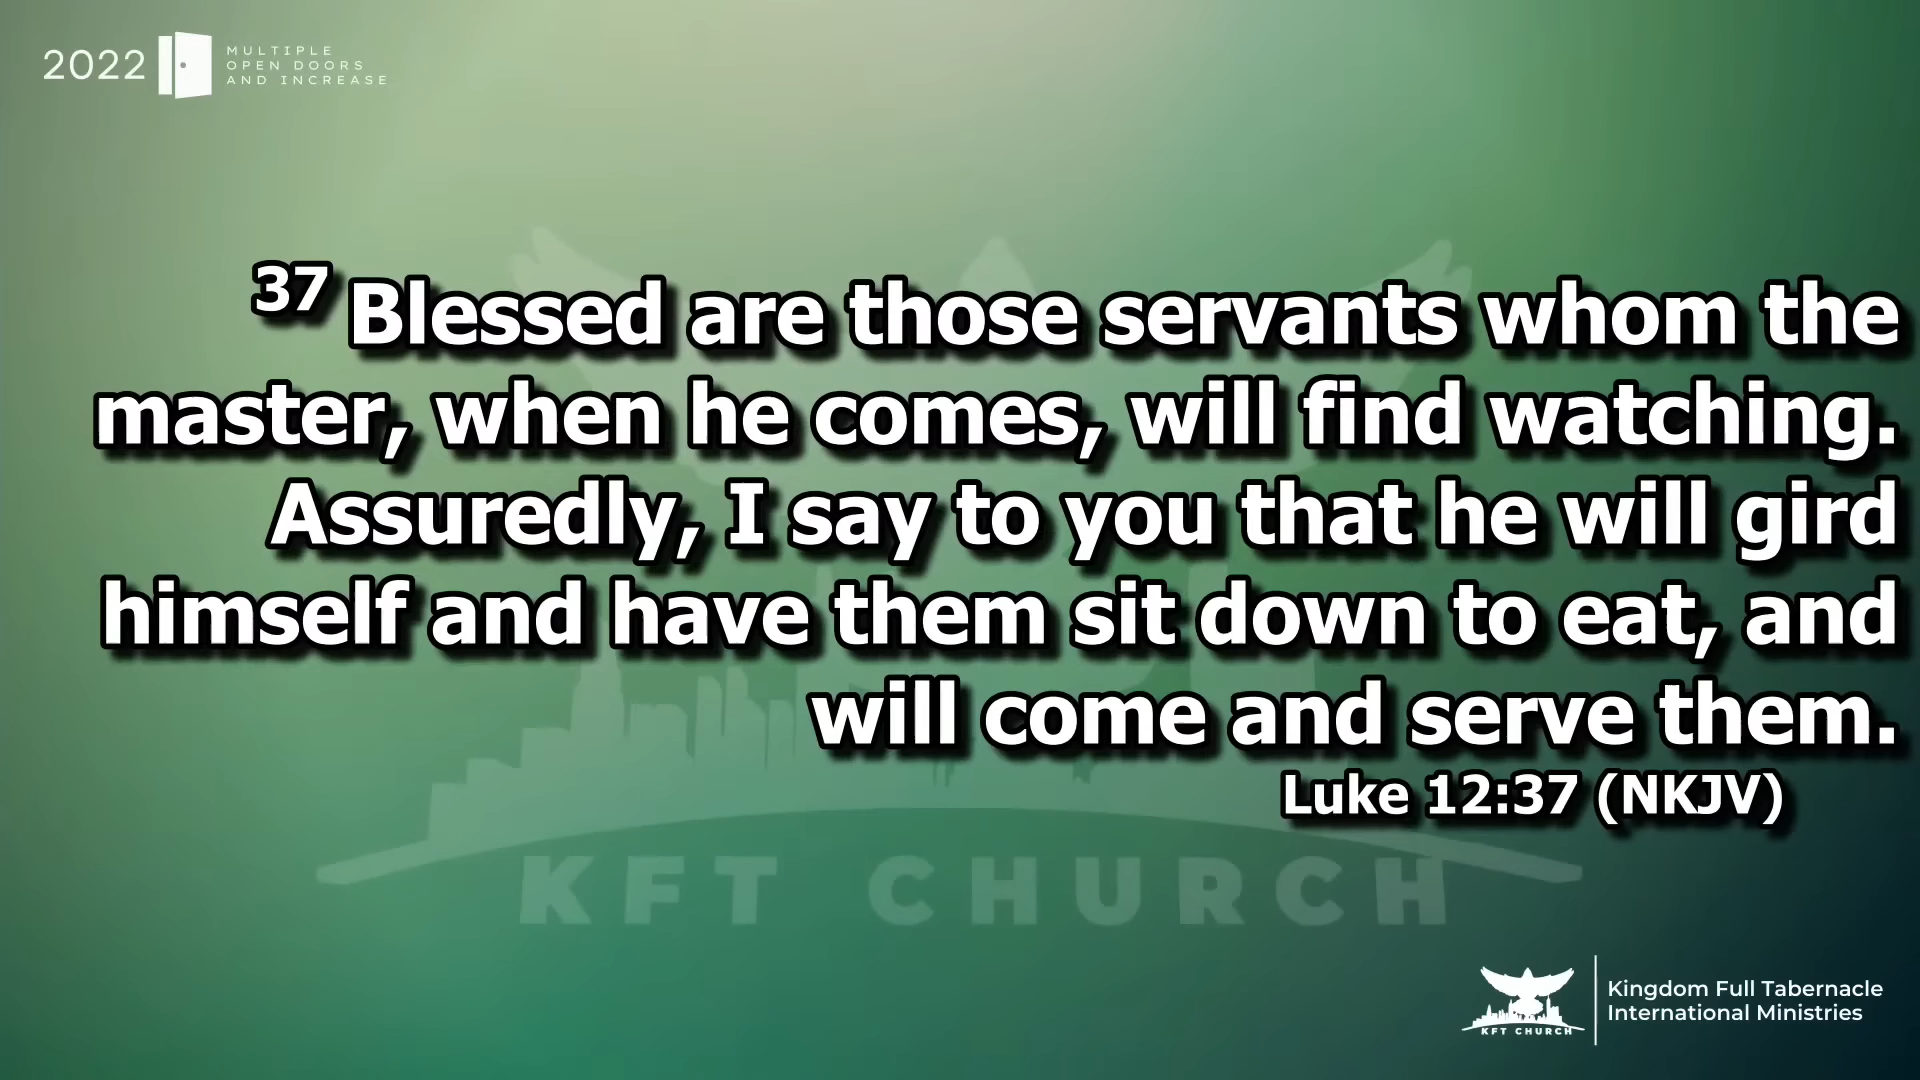 2022
MULTIPLE
OPEN DOORS
AND INCREASE
37 Blessed are those servants whom the
master, when he comes, will find watching.
Assuredly, I say to you that he will gird
himself and have them sit down to eat, and
will come and serve them.
Luke 12:37 (NKJV)
KFT CHURCH
KFT CHURCH
Kingdom Full Tabernacle
International Ministries